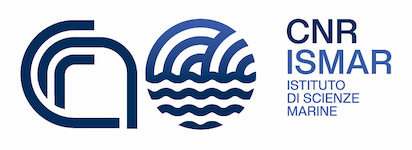 CNR
ISMAR
ISTITUTO
DI SCIENZE
MARINE